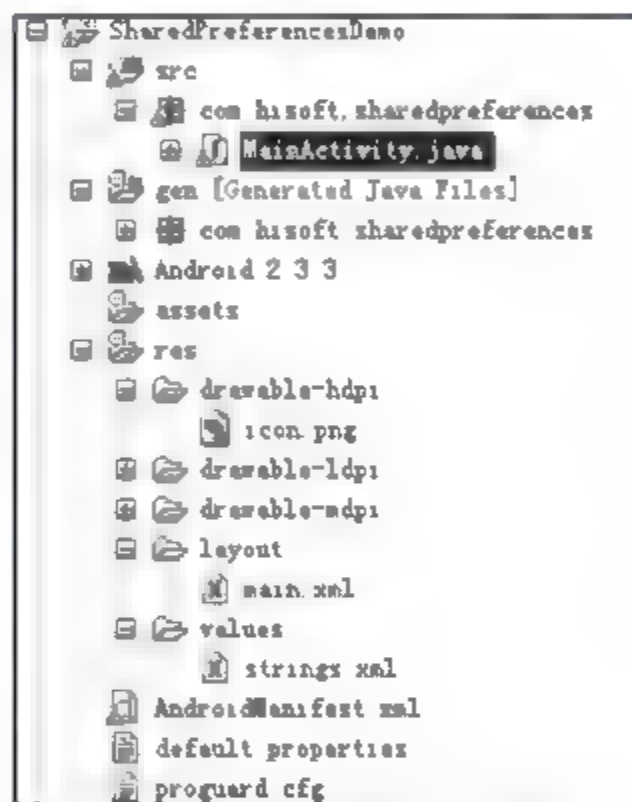 SharedPreferencesDemo
src
com.hisoft.sharedpreferences
MainActivity.java
gen [Generated Java Files]
com hisoft sharedpreferences
Android 2 3 3
assets
res
drawable-hdpi
icon.png
drawable-ldpi
drawable-mdpi
layout
main.xml
values
strings xml
AndroidManifest xml
default properties
proguard cfg